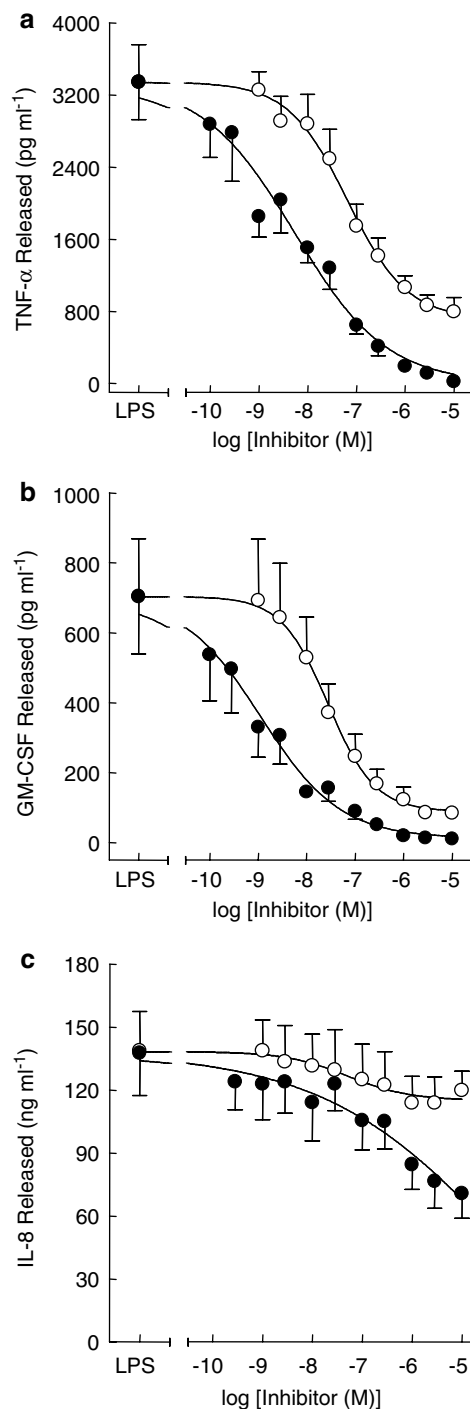 a
4000
3200
2400
1600
800
0
TNF-α Released (pg ml⁻¹)
LPS -10 -9 -8 -7 -6 -5
log [Inhibitor (M)]
b
1000
800
600
400
200
0
GM-CSF Released (pg ml⁻¹)
LPS -10 -9 -8 -7 -6 -5
log [Inhibitor (M)]
c
180
150
120
90
60
30
0
IL-8 Released (ng ml⁻¹)
LPS -10 -9 -8 -7 -6 -5
log [Inhibitor (M)]